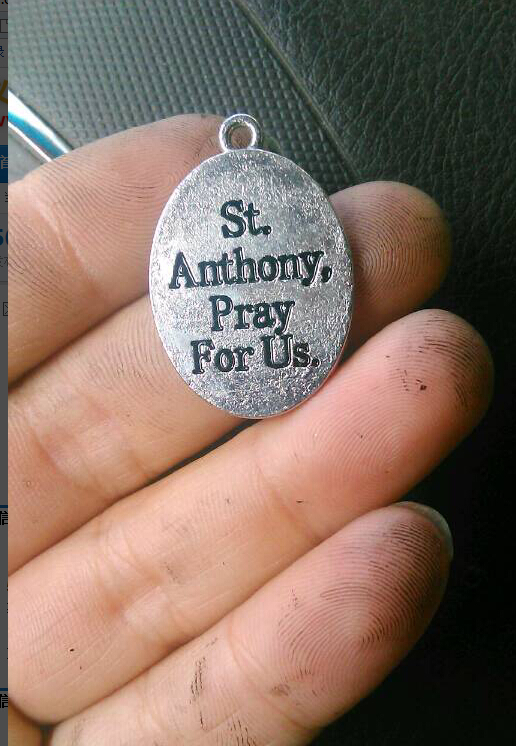 St.
Anthony,
Pray
For Us.